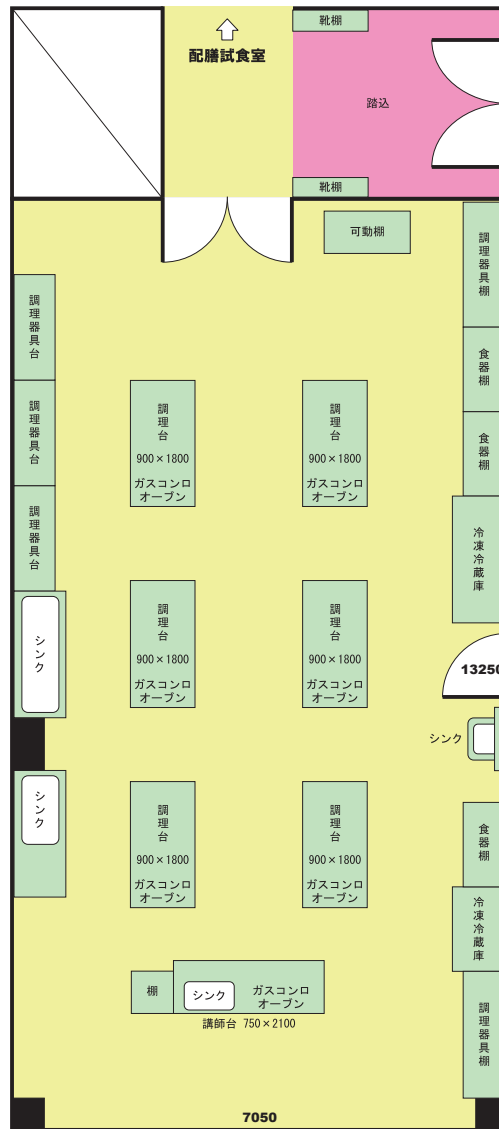 靴棚
配膳試食室
踏込
靴棚
可動棚
調理器具棚
調理器具台
食器棚
調理器具台
調理台
900×1800
ガスコンロ
オーブン
調理台
900×1800
ガスコンロ
オーブン
食器棚
調理器具台
冷凍冷蔵庫
シンク
調理台
900×1800
ガスコンロ
オーブン
調理台
900×1800
ガスコンロ
オーブン
13250
シンク
シンク
調理台
900×1800
ガスコンロ
オーブン
調理台
900×1800
ガスコンロ
オーブン
食器棚
冷凍冷蔵庫
棚
シンク
ガスコンロ
オーブン
講師台 750×2100
調理器具棚
7050